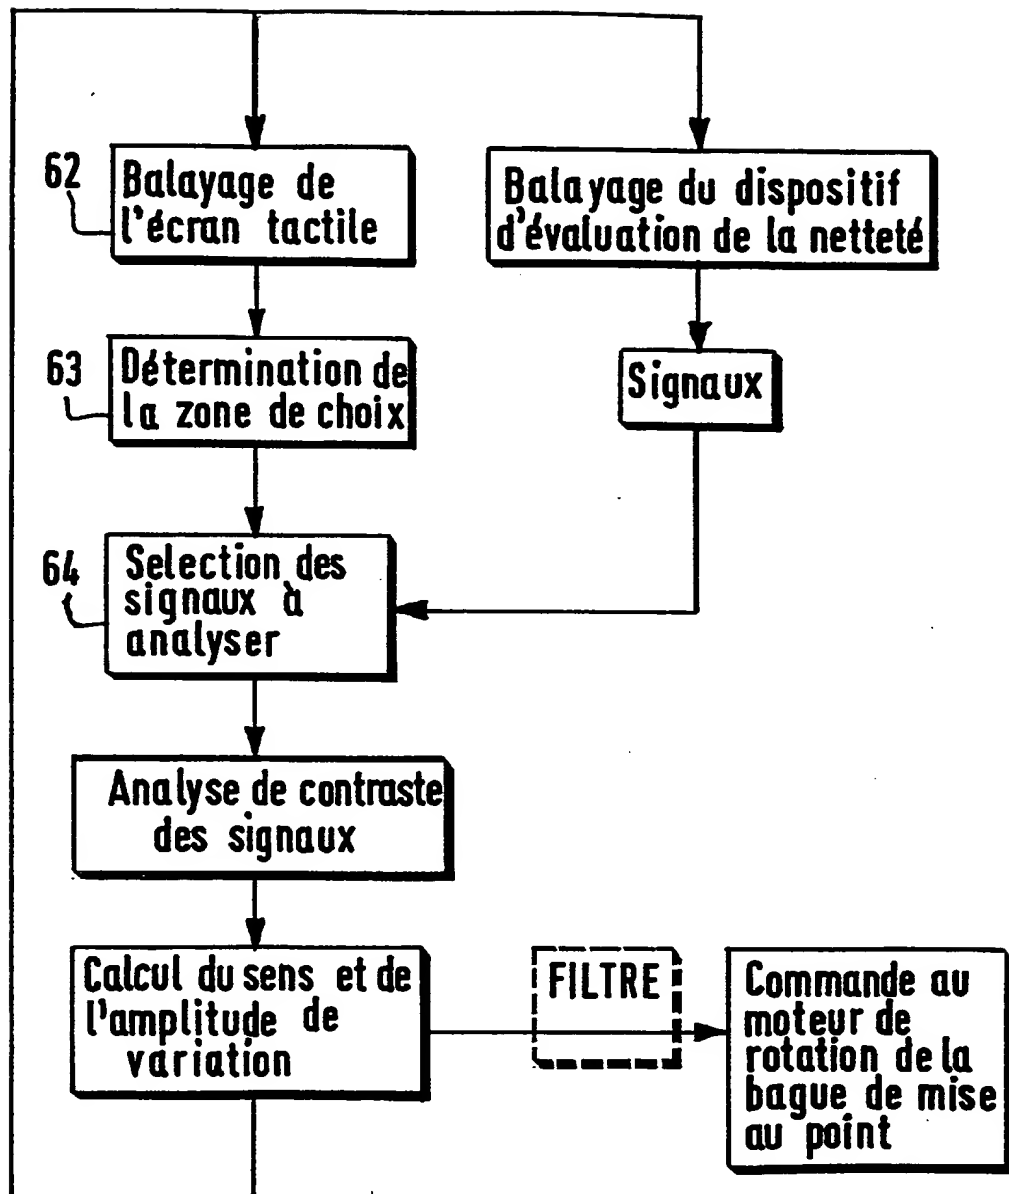 62
Balayage de
l'écran tactile
Balayage du dispositif
d'évaluation de la netteté
63
Détermination de
la zone de choix
Signaux
64
Selection des
signaux à
analyser
Analyse de contraste
des signaux
Calcul du sens et de
l'amplitude de
variation
FILTRE
Commande au
moteur de
rotation de la
bague de mise
au point